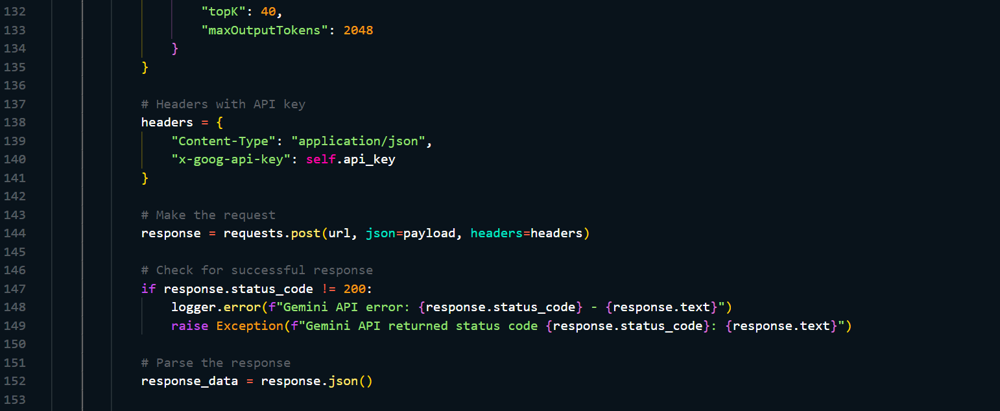 132 "topK": 40,
133 "maxOutputTokens": 2048
134 }
135 }
136
137 # Headers with API key
138 headers = {
139 "Content-Type": "application/json",
140 "x-goog-api-key": self.api_key
141 }
142
143 # Make the request
144 response = requests.post(url, json=payload, headers=headers)
145
146 # Check for successful response
147 if response.status_code != 200:
148 logger.error(f"Gemini API error: {response.status_code} - {response.text}")
149 raise Exception(f"Gemini API returned status code {response.status_code}: {response.text}")
150
151 # Parse the response
152 response_data = response.json()
153